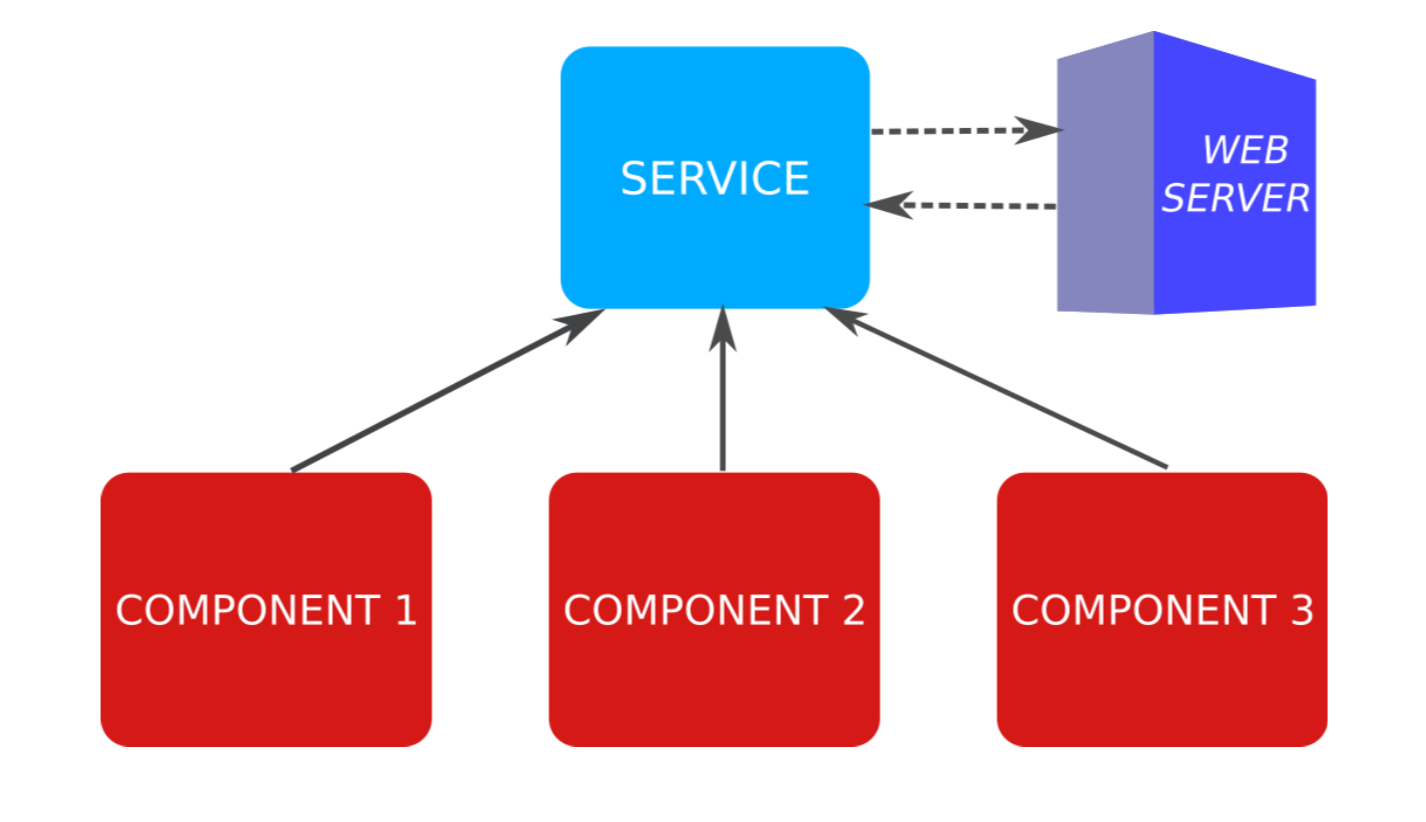 SERVICE
WEB
SERVER
COMPONENT 1
COMPONENT 2
COMPONENT 3